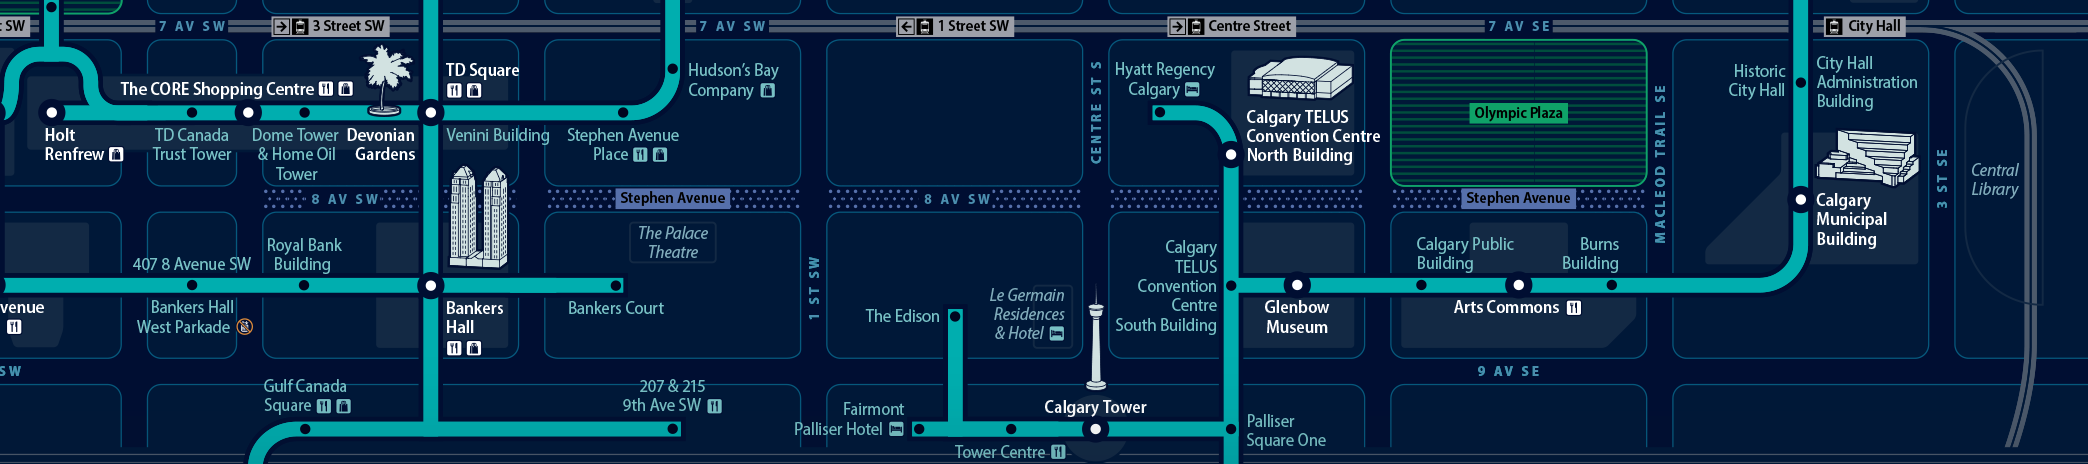 t SW
7 AV SW
3 Street SW
7 AV SW
1 Street SW
Centre Street
7 AV SE
City Hall
The CORE Shopping Centre
TD Square
Hudson's Bay
Company
Holt
Renfrew
TD Canada
Trust Tower
Dome Tower
& Home Oil
Tower
Devonian
Gardens
Venini Building
Stephen Avenue
Place
CENTRE ST S
Hyatt Regency
Calgary
Calgary TELUS
Convention Centre
North Building
Olympic Plaza
MACLEOD TRAIL SE
Historic
City Hall
City Hall
Administration
Building
3 ST SE
Central
Library
8 AV SW
Stephen Avenue
8 AV SW
Stephen Avenue
Calgary
Municipal
Building
407 8 Avenue SW
Royal Bank
Building
The Palace
Theatre
1 ST SW
Calgary
TELUS
Convention
Centre
South Building
Calgary Public
Building
Burns
Building
venue
Bankers Hall
West Parkade
Bankers
Hall
Bankers Court
The Edison
Le Germain
Residences
& Hotel
Glenbow
Museum
Arts Commons
SW
9 AV SE
Gulf Canada
Square
207 & 215
9th Ave SW
Fairmont
Palliser Hotel
Calgary Tower
Tower Centre
Palliser
Square One